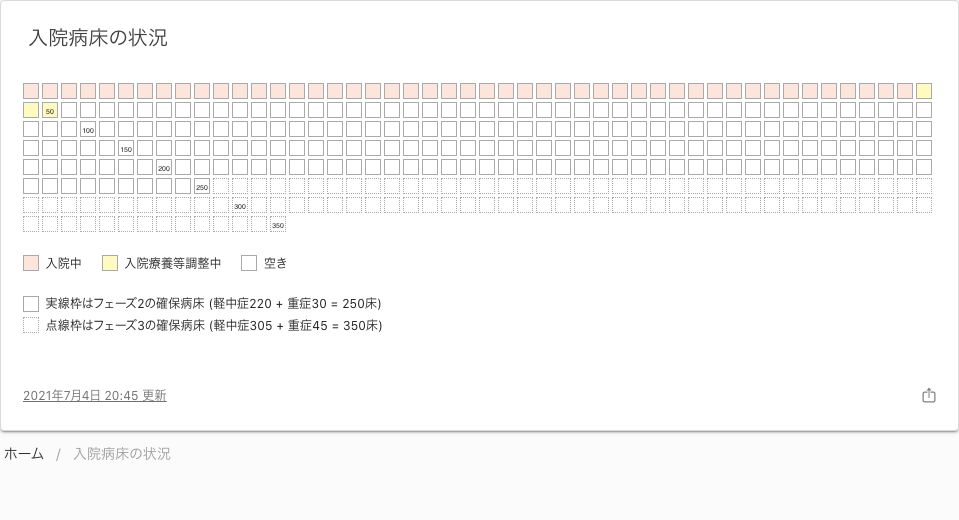 入院病床の状況
50
100
150
200
250
300
350
入院中 入院療養等調整中 空き
実線枠はフェーズ2の確保病床 (軽中症220 + 重症30 = 250床)
点線枠はフェーズ3の確保病床 (軽中症305 + 重症45 = 350床)
2021年7月4日 20:45 更新
ホーム / 入院病床の状況